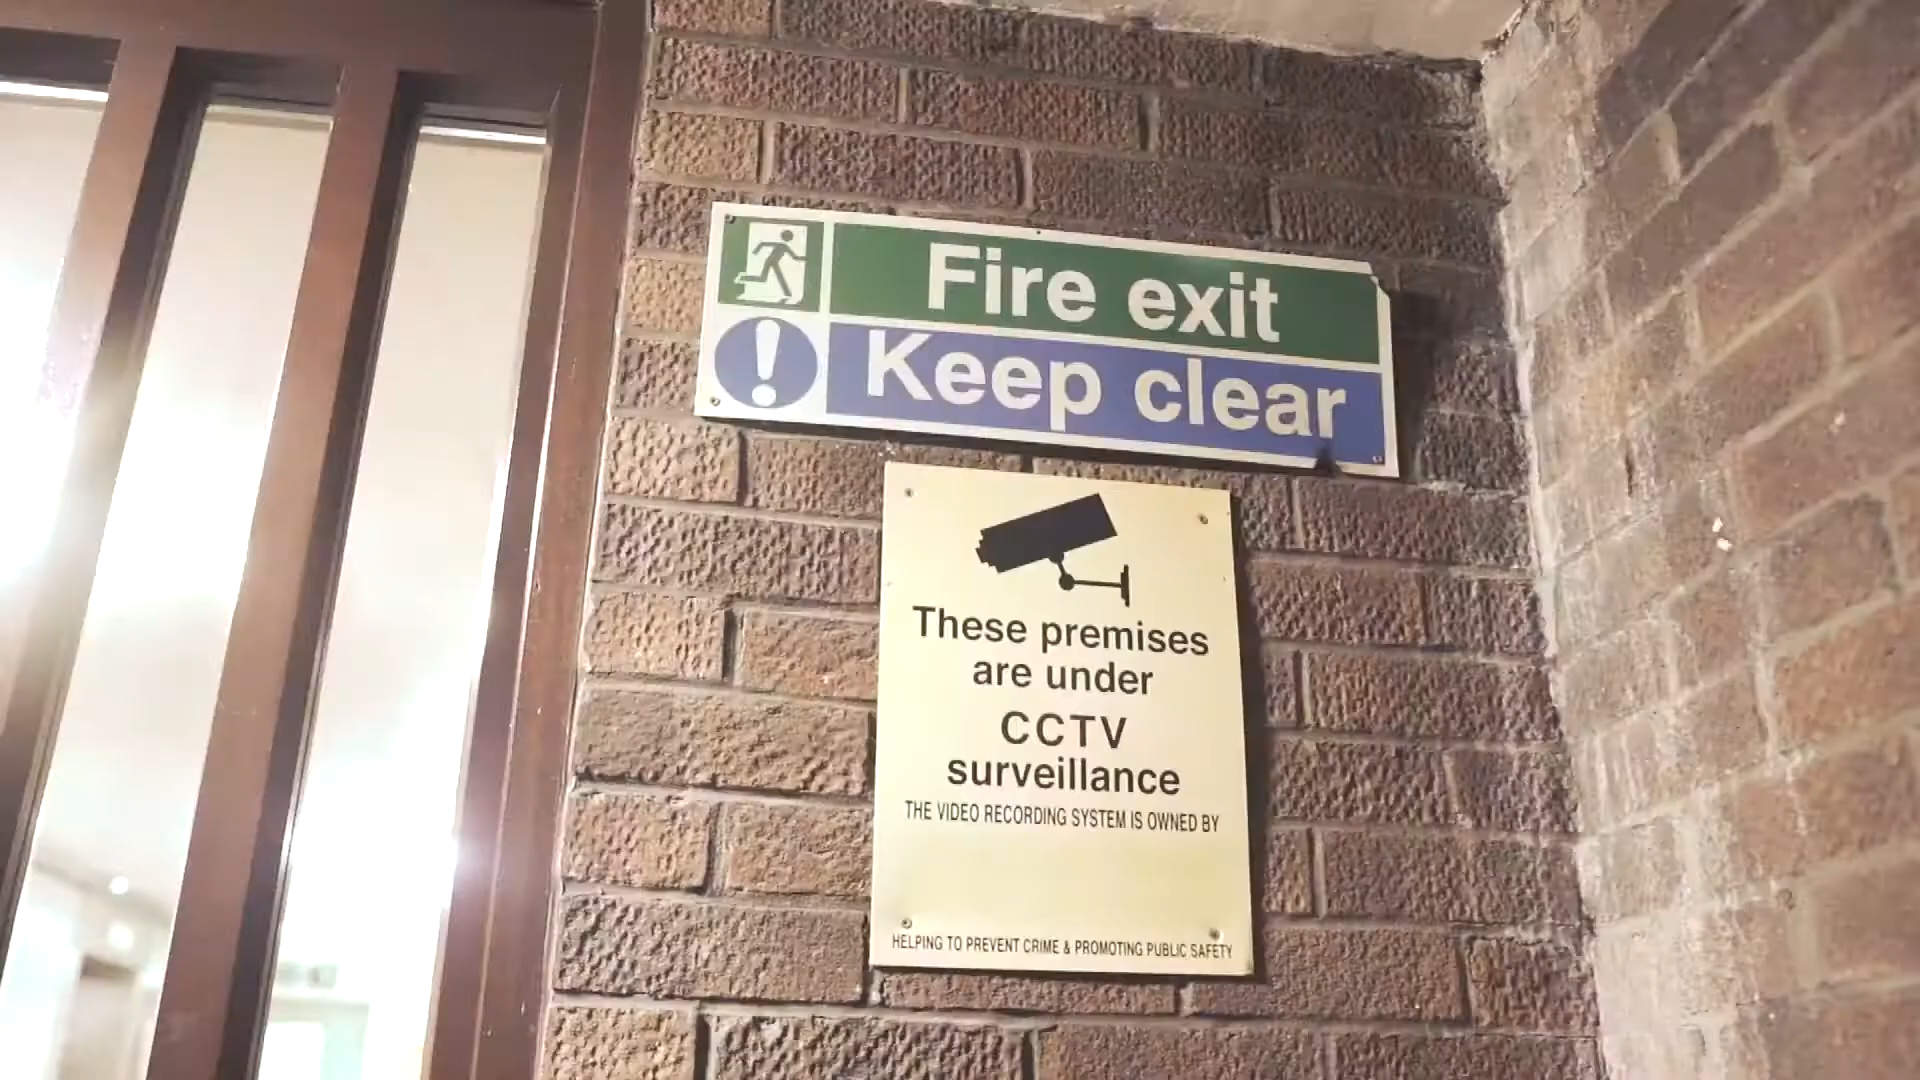 Fire exit
Keep clear
These premises
are under
CCTV
surveillance
THE VIDEO RECORDING SYSTEM IS OWNED BY
HELPING TO PREVENT CRIME & PROMOTING PUBLIC SAFETY